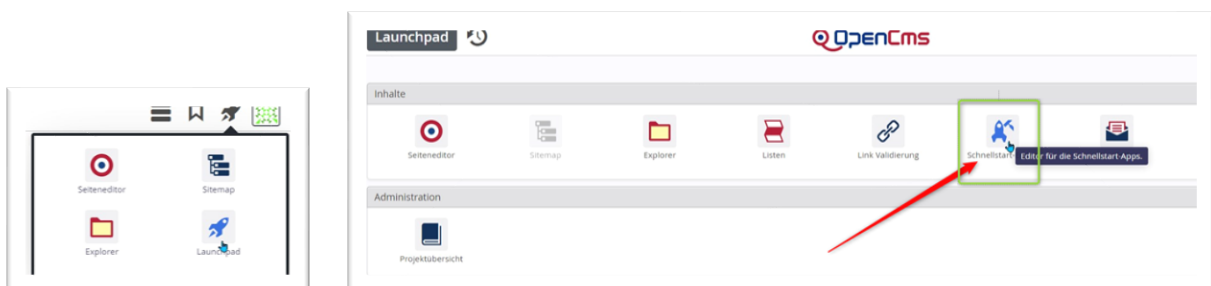 Seiteneditor
Sitemap
Explorer
Launchpad
Launchpad
OpenCms
Inhalte
Seiteneditor
Sitemap
Explorer
Listen
Link Validierung
Schnellstart
Editor für die Schnellstart-Apps.
Administration
Projektübersicht